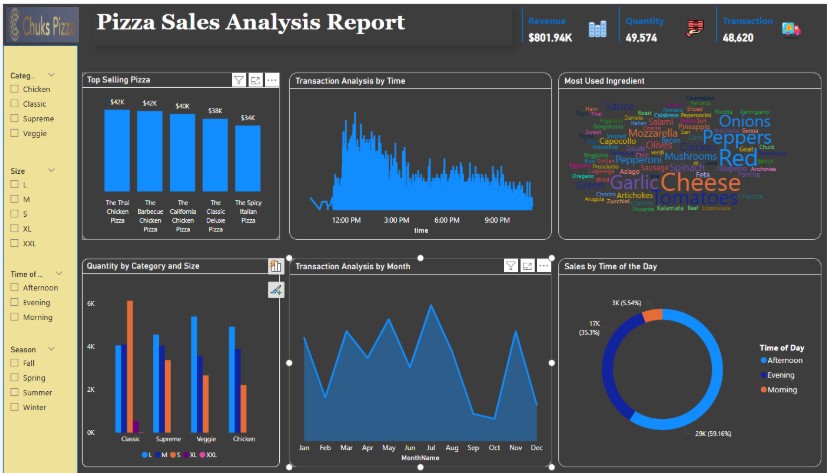 Chuks Pizza
Pizza Sales Analysis Report
Revenue
$801.94K
Quantity
49,574
Transaction
48,620
Categ...
Chicken
Classic
Supreme
Veggie
Size
L
M
S
XL
XXL
Time of ...
Afternoon
Evening
Morning
Season
Fall
Spring
Summer
Winter
Top Selling Pizza
$42K
$42K
$40K
$38K
$34K
The Thai Chicken Pizza
The Barbecue Chicken Pizza
The California Chicken Pizza
The Classic Deluxe Pizza
The Spicy Italian Pizza
Transaction Analysis by Time
12:00 PM 3:00 PM 6:00 PM 9:00 PM
time
Most Used Ingredient
Sauce
Salami
Pineapple
Onions
Mozzarella
Capocollo
Peppers
Olives
Chicken
Pepperoni
Mushrooms
Red
Spinach
Feta
Garlic
Cheese
Artichokes
Tomatoes
Zucchini
Kalamata
Beef
Quantity by Category and Size
6K
4K
2K
0K
Classic Supreme Veggie Chicken
L M S XL XXL
Transaction Analysis by Month
Jan Feb Mar Apr May Jun Jul Aug Sep Oct Nov Dec
MonthName
Sales by Time of the Day
3K (5.54%)
17K
(35.3%)
29K (59.16%)
Time of Day
Afternoon
Evening
Morning